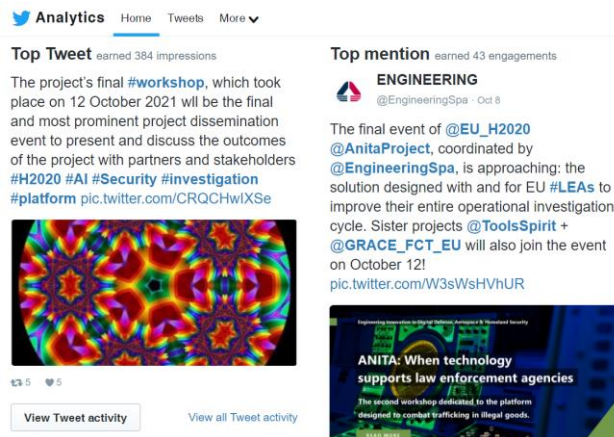 Analytics Home Tweets More
Top Tweet earned 384 impressions
The project's final #workshop, which took
place on 12 October 2021 wll be the final
and most prominent project dissemination
event to present and discuss the outcomes
of the project with partners and stakeholders
#H2020 #AI #Security #investigation
#platform pic.twitter.com/CRQCHwIXSe
5 5
View Tweet activity
View all Tweet activity
Top mention earned 43 engagements
ENGINEERING
@EngineeringSpa · Oct 8
The final event of @EU_H2020
@AnitaProject, coordinated by
@EngineeringSpa, is approaching: the
solution designed with and for EU #LEAs to
improve their entire operational investigation
cycle. Sister projects @ToolsSpirit +
@GRACE_FCT_EU will also join the event
on October 12!
pic.twitter.com/W3sWsHVhUR
Engineering innovation in Digital Defense, Aerospace & Homeland Security
ANITA: When technology
supports law enforcement agencies
The second workshop dedicated to the platform
designed to combat trafficking in illegal goods.
READ MORE